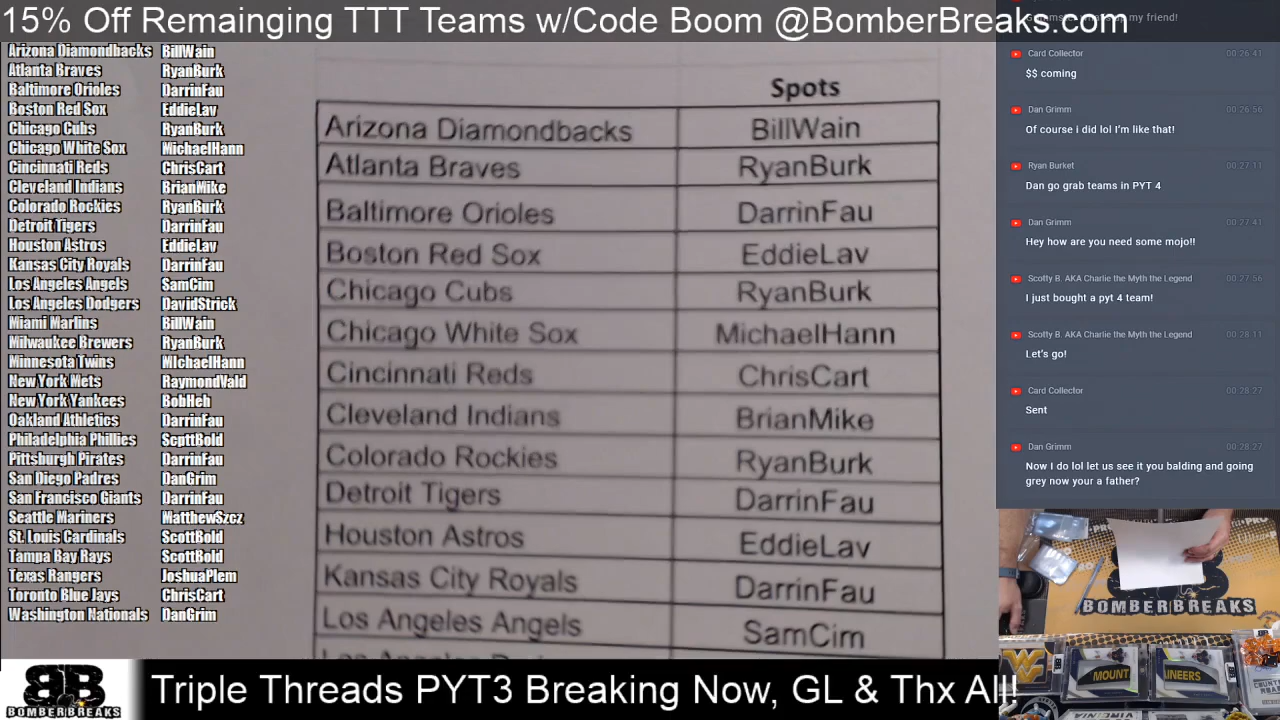 15% Off Remainging TTT Teams w/Code Boom @BomberBreaks.com
Arizona Diamondbacks BillWain
Atlanta Braves RyanBurk
Baltimore Orioles DarrinFau
Boston Red Sox EddieLav
Chicago Cubs RyanBurk
Chicago White Sox MichaelHann
Cincinnati Reds ChrisCart
Cleveland Indians BrianMike
Colorado Rockies RyanBurk
Detroit Tigers DarrinFau
Houston Astros EddieLav
Kansas City Royals DarrinFau
Los Angeles Angels SamCim
Los Angeles Dodgers DavidStrick
Miami Marlins BillWain
Milwaukee Brewers RyanBurk
Minnesota Twins MIchaelHann
New York Mets RaymondVald
New York Yankees BobHeh
Oakland Athletics DarrinFau
Philadelphia Phillies ScpttBold
Pittsburgh Pirates DarrinFau
San Diego Padres DanGrim
San Francisco Giants DarrinFau
Seattle Mariners MatthewSzcz
St. Louis Cardinals ScottBold
Tampa Bay Rays ScottBold
Texas Rangers JoshuaPlem
Toronto Blue Jays ChrisCart
Washington Nationals DanGrim
Spots
Arizona Diamondbacks BillWain
Atlanta Braves RyanBurk
Baltimore Orioles DarrinFau
Boston Red Sox EddieLav
Chicago Cubs RyanBurk
Chicago White Sox MichaelHann
Cincinnati Reds ChrisCart
Cleveland Indians BrianMike
Colorado Rockies RyanBurk
Detroit Tigers DarrinFau
Houston Astros EddieLav
Kansas City Royals DarrinFau
Los Angeles Angels SamCim
my friend!
Card Collector 00:26:41
$$ coming
Dan Grimm 00:26:56
Of course i did lol I'm like that!
Ryan Burket 00:27:11
Dan go grab teams in PYT 4
Dan Grimm 00:27:41
Hey how are you need some mojo!!
Scotty B. AKA Charlie the Myth the Legend 00:27:56
I just bought a pyt 4 team!
Scotty B. AKA Charlie the Myth the Legend 00:28:11
Let's go!
Card Collector 00:28:27
Sent
Dan Grimm 00:28:27
Now I do lol let us see it you balding and going
grey now your a father?
BOMBERBREAKS
MOUNT
LINEERS
VIRGINIA
BB
BOMBERBREAKS
Triple Threads PYT3 Breaking Now, GL & Thx All!